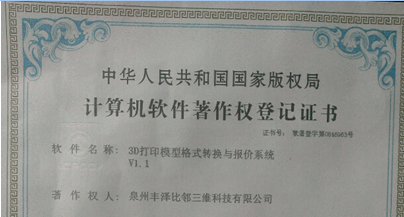 中华人民共和国国家版权局
计算机软件著作权登记证书
证书号：
软件名称：3D打印模型格式转换与报价系统
V1.1
著作权人：泉州丰泽比邻三维科技有限公司